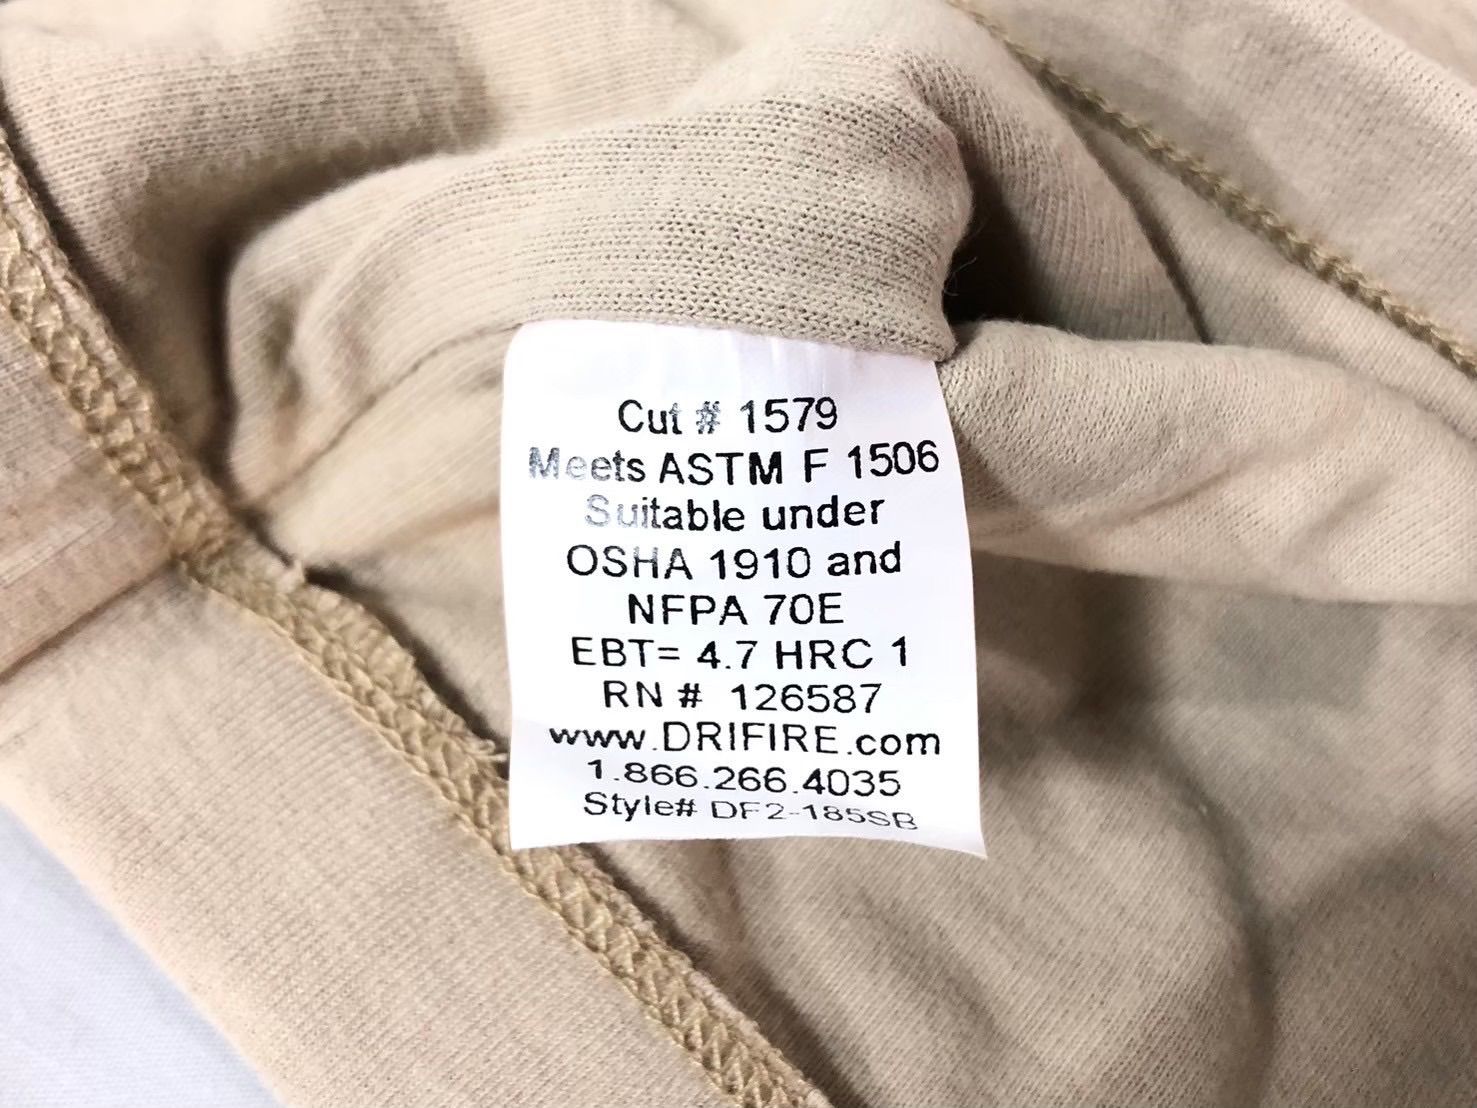 Cut # 1579
Meets ASTM F 1506
Suitable under
OSHA 1910 and
NFPA 70E
EBT= 4.7 HRC 1
RN # 126587
www.DRIFIRE.com
1.866.266.4035
Style# DF2-185SB